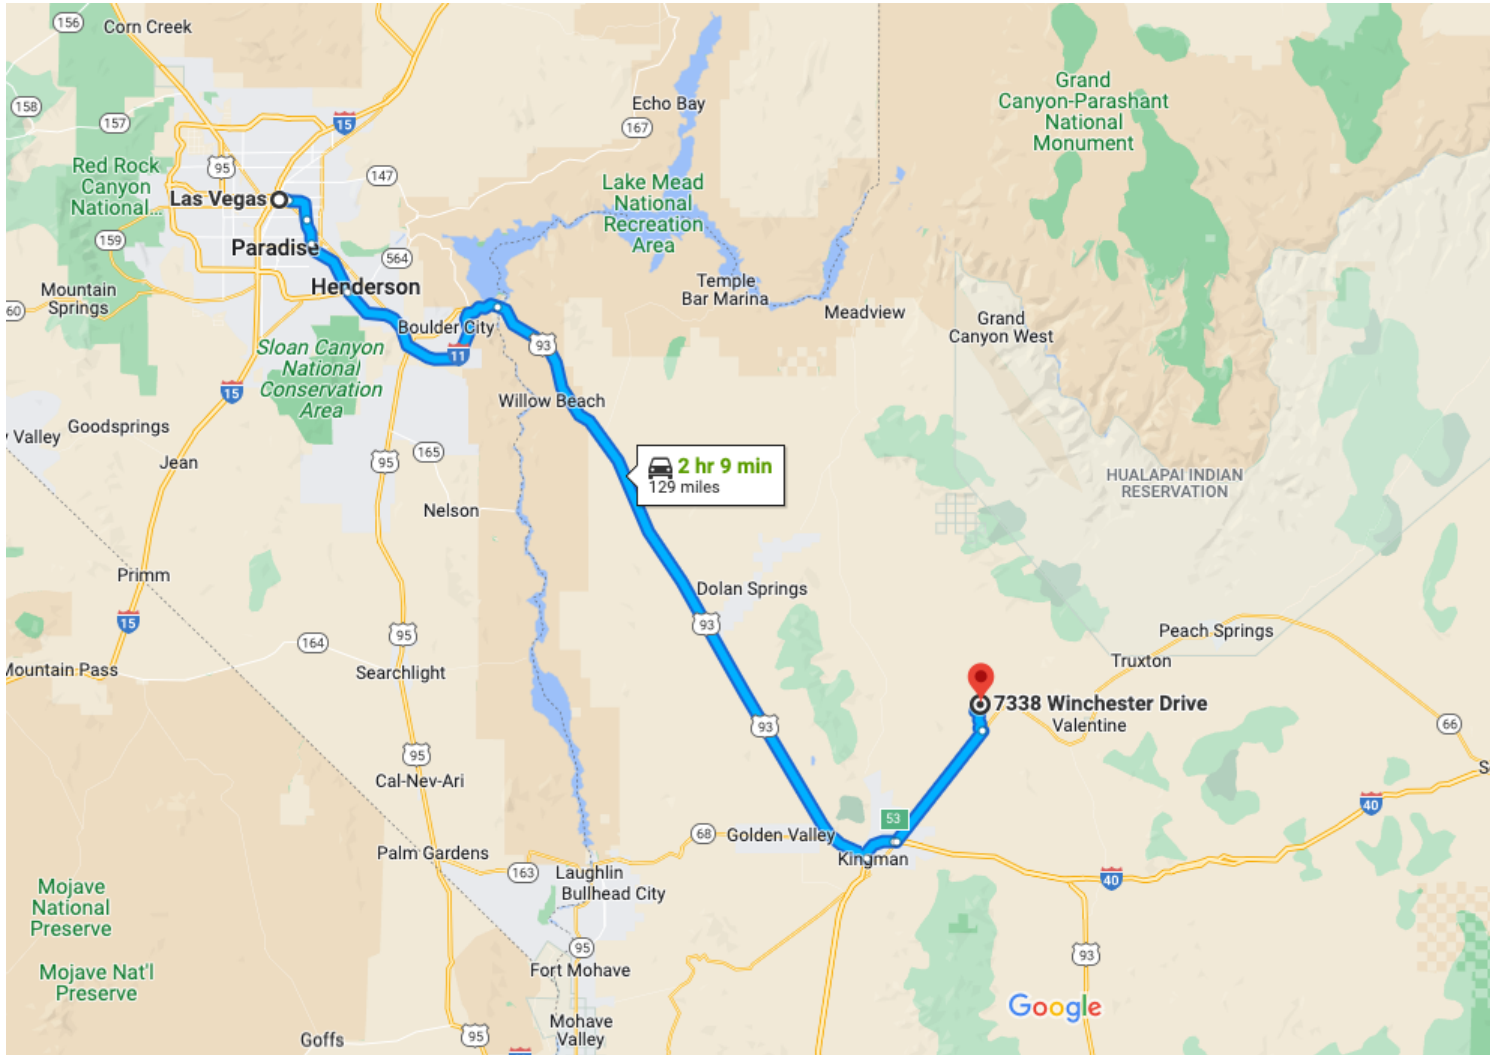 156
Corn Creek
158
157
15
95
Red Rock
Canyon
National...
147
Las Vegas
159
Paradise
564
Henderson
Mountain
Springs
60
Boulder City
11
Sloan Canyon
National
Conservation
Area
15
Goodsprings
y Valley
Jean
95
165
Nelson
Primm
15
164
95
Mountain Pass
Searchlight
95
Cal-Nev-Ari
Palm Gardens
163
Mojave
National
Preserve
Mojave Nat'l
Preserve
Goffs
95
Echo Bay
167
Lake Mead
National
Recreation
Area
Temple
Bar Marina
Meadview
93
Willow Beach
2 hr 9 min
129 miles
Dolan Springs
93
93
68
Golden Valley
53
Kingman
Laughlin
Bullhead City
95
Fort Mohave
Mohave
Valley
Grand
Canyon-Parashant
National
Monument
Grand
Canyon West
HUALAPAI INDIAN
RESERVATION
Peach Springs
Truxton
7338 Winchester Drive
Valentine
66
S
40
40
93
Google